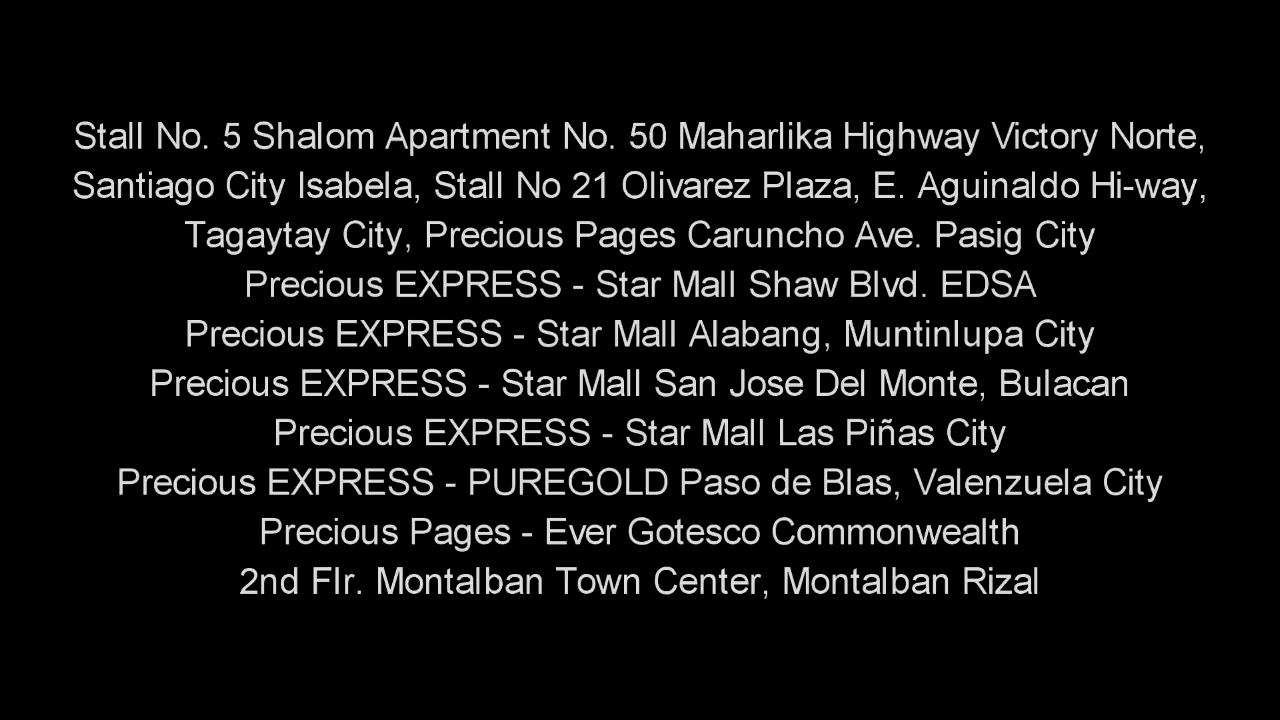 Stall No. 5 Shalom Apartment No. 50 Maharlika Highway Victory Norte,
Santiago City Isabela, Stall No 21 Olivarez Plaza, E. Aguinaldo Hi-way,
Tagaytay City, Precious Pages Caruncho Ave. Pasig City
Precious EXPRESS - Star Mall Shaw Blvd. EDSA
Precious EXPRESS - Star Mall Alabang, Muntinlupa City
Precious EXPRESS - Star Mall San Jose Del Monte, Bulacan
Precious EXPRESS - Star Mall Las Piñas City
Precious EXPRESS - PUREGOLD Paso de Blas, Valenzuela City
Precious Pages - Ever Gotesco Commonwealth
2nd Flr. Montalban Town Center, Montalban Rizal